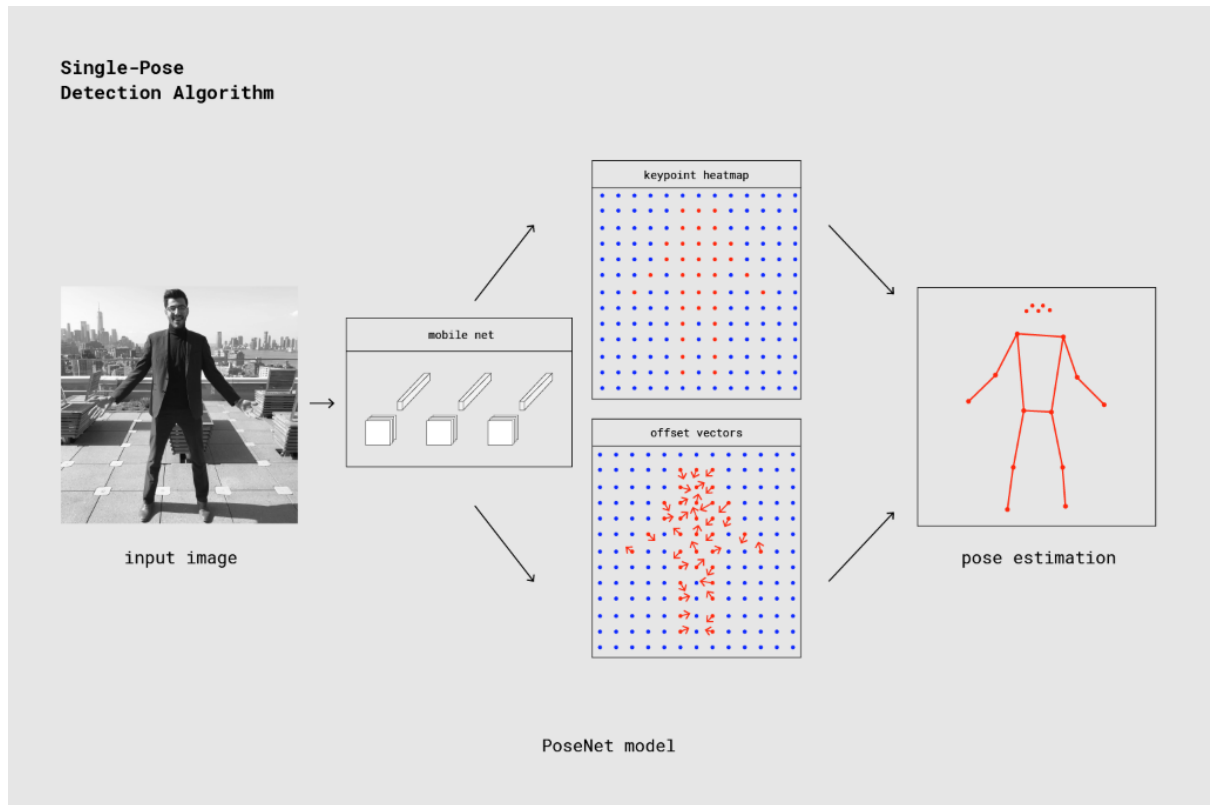 Single-Pose
Detection Algorithm
keypoint heatmap
mobile net
offset vectors
input image
pose estimation
PoseNet model